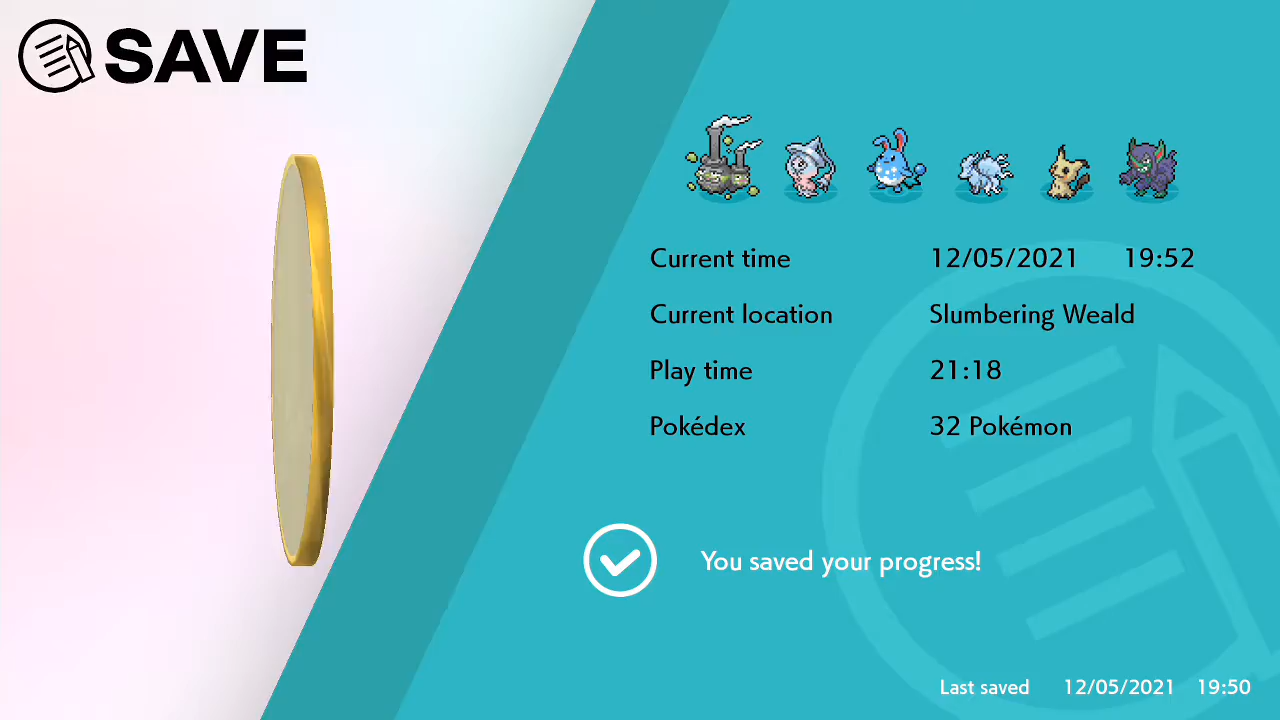 SAVE
Current time 12/05/2021 19:52
Current location Slumbering Weald
Play time 21:18
Pokédex 32 Pokémon
You saved your progress!
Last saved 12/05/2021 19:50